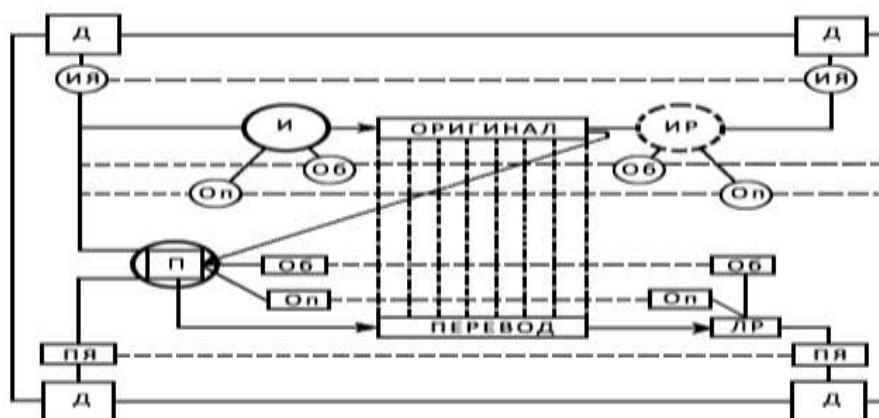 Д Д
ИЯ ИЯ
И ОРИГИНАЛ ИР
Об Об
Оп Оп
П ОБ ОБ
Оп Оп
ПЕРЕВОД ЛР
ПЯ ПЯ
Д Д